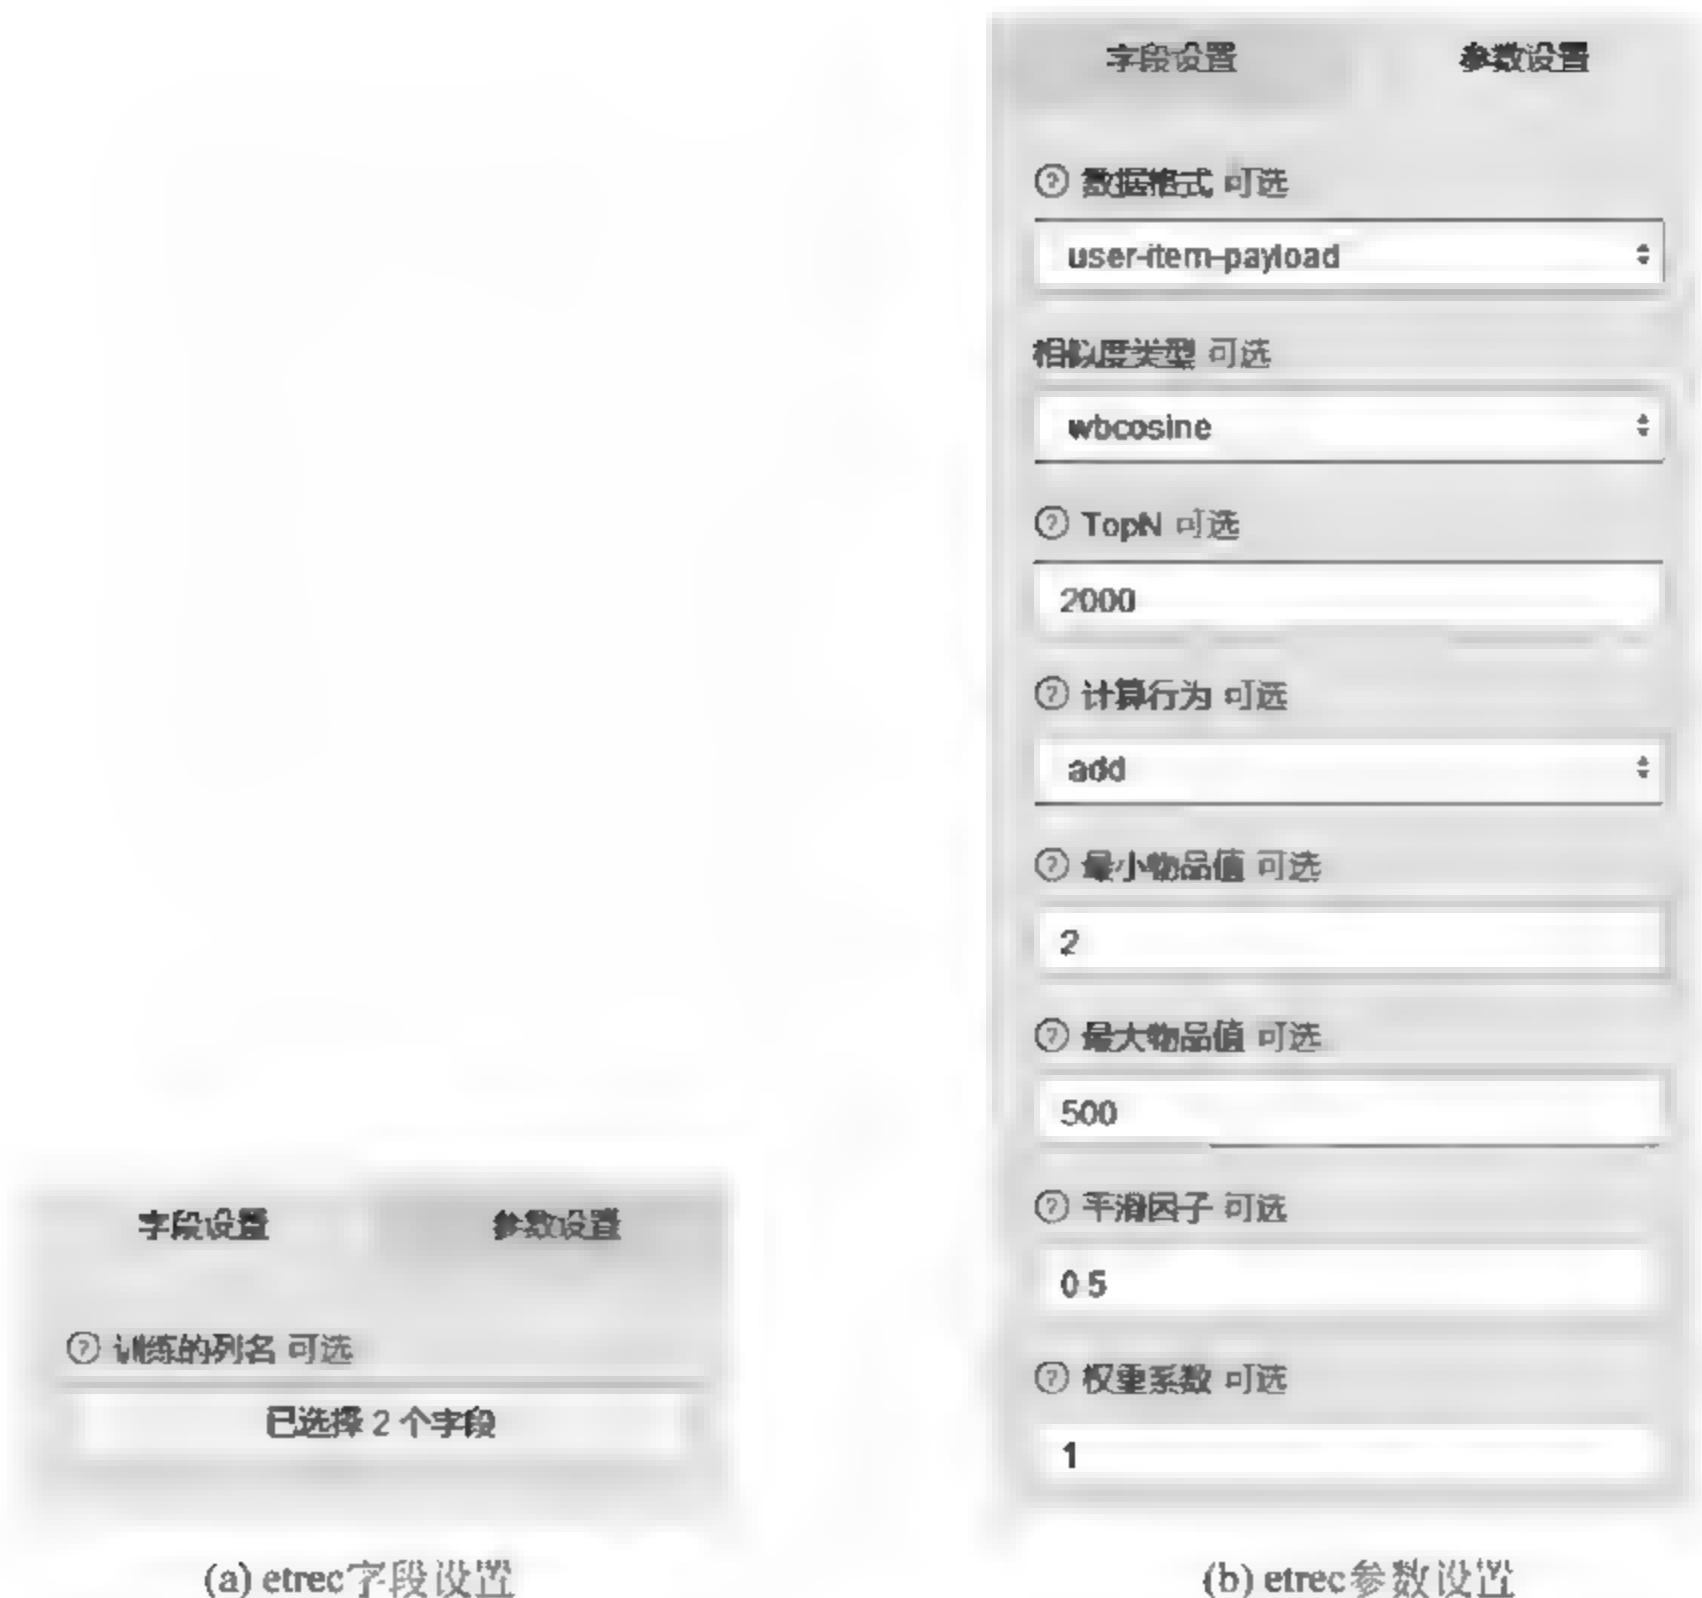 字段设置 参数设置
训练的列名 可选
已选择 2 个字段
(a) etrec字段设置
字段设置 参数设置
数据格式 可选
user-item-payload
相似度类型 可选
wbcosine
TopN 可选
2000
计算行为 可选
add
最小物品值 可选
2
最大物品值 可选
500
平滑因子 可选
0.5
权重系数 可选
1
(b) etrec参数设置